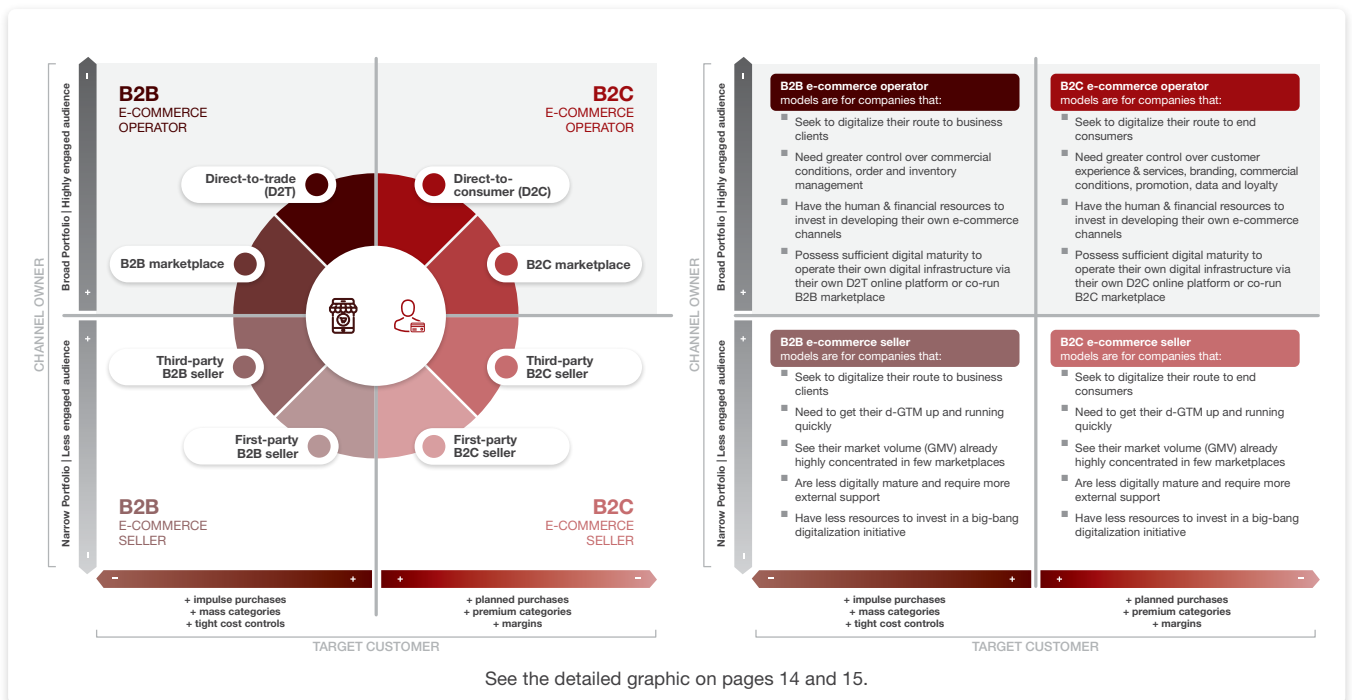 B2B
E-COMMERCE
OPERATOR
B2C
E-COMMERCE
OPERATOR
Direct-to-trade
(D2T)
Direct-to-
consumer (D2C)
B2B marketplace
B2C marketplace
Third-party
B2B seller
Third-party
B2C seller
First-party
B2B seller
First-party
B2C seller
B2B
E-COMMERCE
SELLER
B2C
E-COMMERCE
SELLER
CHANNEL OWNER
Broad Portfolio | Highly engaged audience
Narrow Portfolio | Less engaged audience
–
+
+
–
–
+
+
–
+ impulse purchases
+ mass categories
+ tight cost controls
+ planned purchases
+ premium categories
+ margins
TARGET CUSTOMER
CHANNEL OWNER
Broad Portfolio | Highly engaged audience
Narrow Portfolio | Less engaged audience
–
+
+
–
B2B e-commerce operator
models are for companies that:
Seek to digitalize their route to business
clients
Need greater control over commercial
conditions, order and inventory
management
Have the human & financial resources to
invest in developing their own e-commerce
channels
Possess sufficient digital maturity to
operate their own digital infrastructure via
their own D2T online platform or co-run
B2B marketplace
B2C e-commerce operator
models are for companies that:
Seek to digitalize their route to end
consumers
Need greater control over customer
experience & services, branding, commercial
conditions, promotion, data and loyalty
Have the human & financial resources to
invest in developing their own e-commerce
channels
Possess sufficient digital maturity to
operate their own digital infrastructure via
their own D2C online platform or co-run
B2C marketplace
B2B e-commerce seller
models are for companies that:
Seek to digitalize their route to business
clients
Need to get their d-GTM up and running
quickly
See their market volume (GMV) already
highly concentrated in few marketplaces
Are less digitally mature and require more
external support
Have less resources to invest in a big-bang
digitalization initiative
B2C e-commerce seller
models are for companies that:
Seek to digitalize their route to end
consumers
Need to get their d-GTM up and running
quickly
See their market volume (GMV) already
highly concentrated in few marketplaces
Are less digitally mature and require more
external support
Have less resources to invest in a big-bang
digitalization initiative
–
+
+
–
+ impulse purchases
+ mass categories
+ tight cost controls
+ planned purchases
+ premium categories
+ margins
TARGET CUSTOMER
See the detailed graphic on pages 14 and 15.